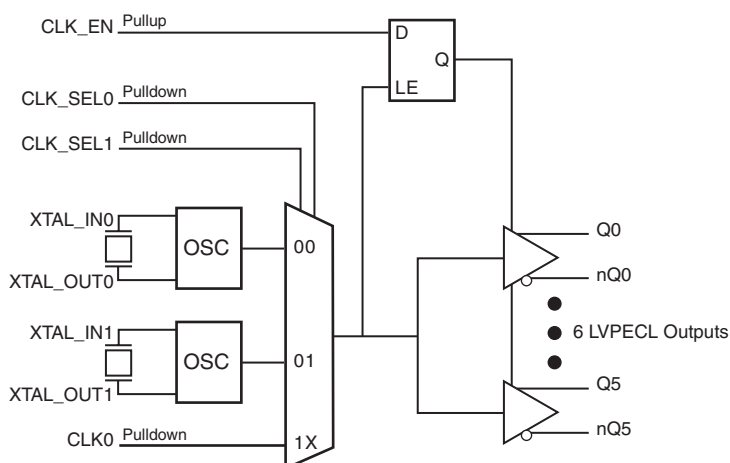 CLK_EN Pullup
D
Q
LE
CLK_SEL0 Pulldown
CLK_SEL1 Pulldown
XTAL_IN0
OSC
00
XTAL_OUT0
Q0
nQ0
XTAL_IN1
OSC
01
XTAL_OUT1
6 LVPECL Outputs
Q5
nQ5
CLK0 Pulldown
1X